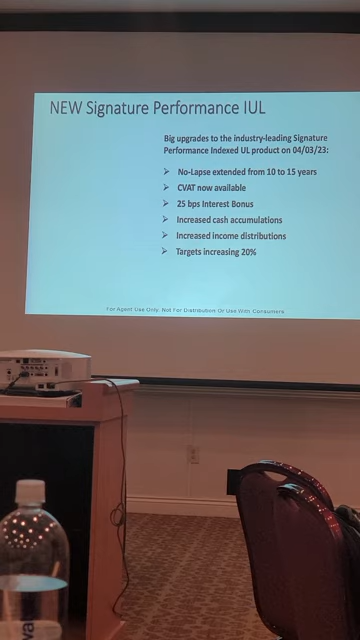 NEW Signature Performance IUL
Big upgrades to the industry-leading Signature
Performance Indexed UL product on 04/03/23:
➢ No-Lapse extended from 10 to 15 years
➢ CVAT now available
➢ 25 bps Interest Bonus
➢ Increased cash accumulations
➢ Increased income distributions
➢ Targets increasing 20%
For Agent Use Only. Not For Distribution Or Use With Consumers